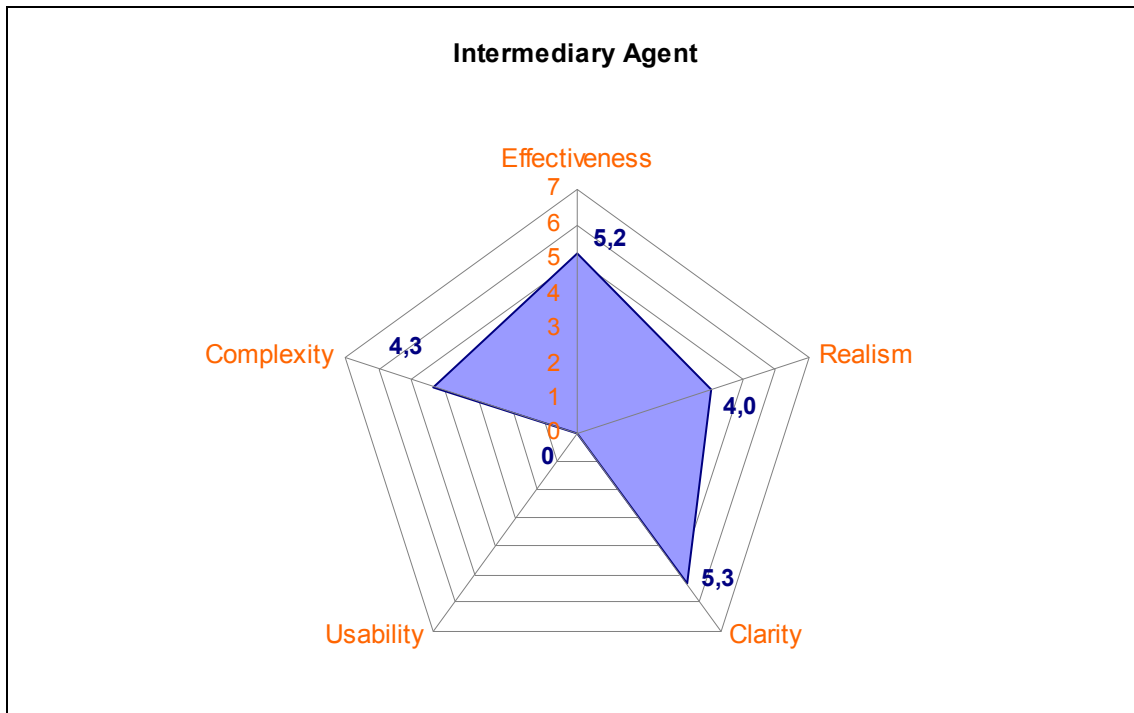 Intermediary Agent
Effectiveness
7
6
5,2
5
4
3
2
1
0
Complexity
4,3
Realism
4,0
0
5,3
Usability
Clarity